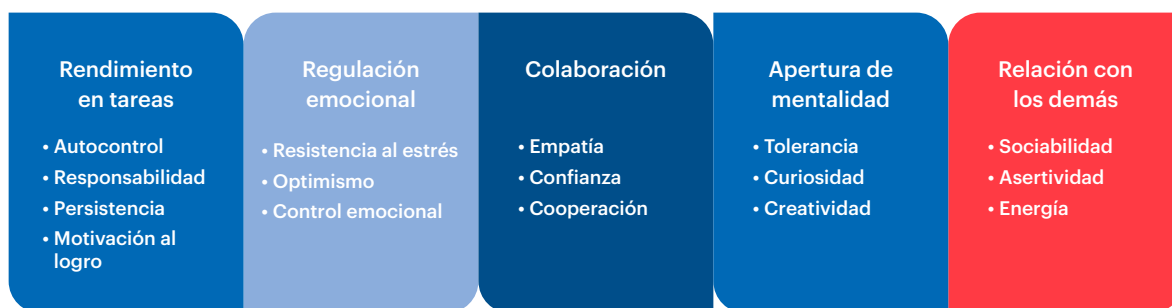 Rendimiento
en tareas
• Autocontrol
• Responsabilidad
• Persistencia
• Motivación al
logro
Regulación
emocional
• Resistencia al estrés
• Optimismo
• Control emocional
Colaboración
• Empatía
• Confianza
• Cooperación
Apertura de
mentalidad
• Tolerancia
• Curiosidad
• Creatividad
Relación con
los demás
• Sociabilidad
• Asertividad
• Energía